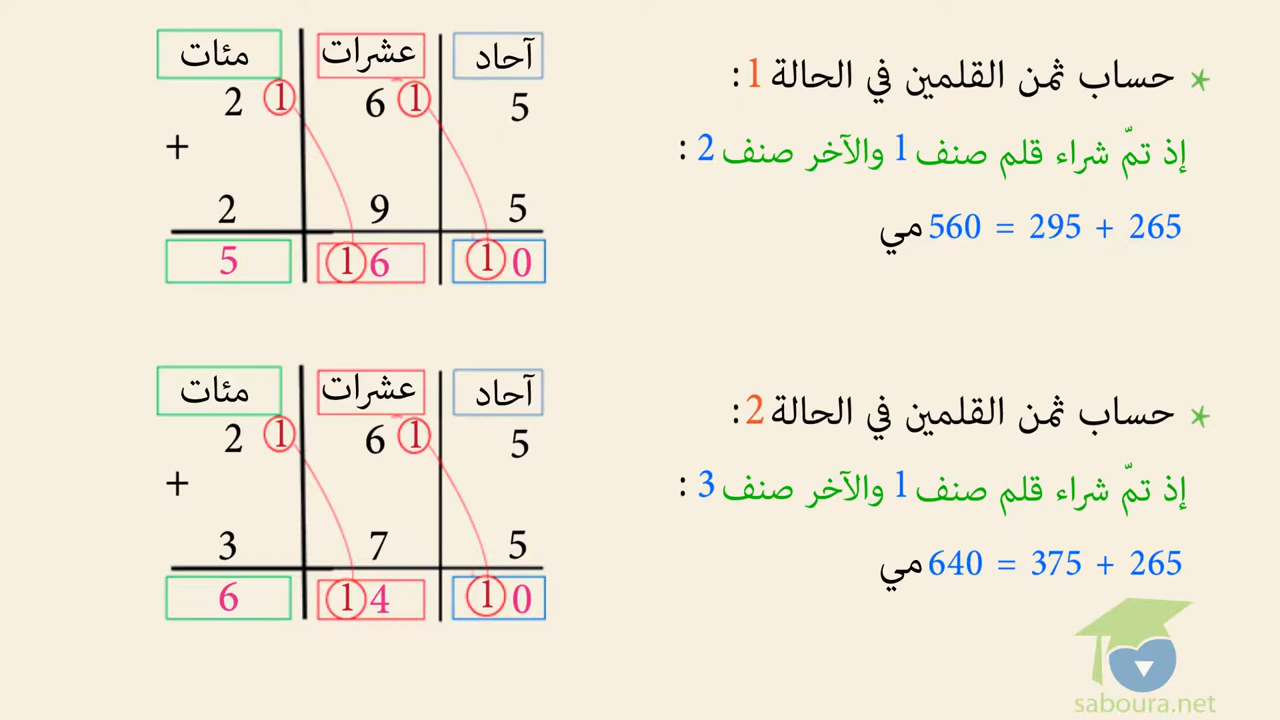 * حساب ثمن القلمين في الحالة 1 :
إذ تمّ شراء قلم صنف 1 والآخر صنف 2 :
265 + 295 = 560 مي
آحاد عشرات مئات
5 1 6 1 2
+
5 9 2
0 1 6 1 5
* حساب ثمن القلمين في الحالة 2 :
إذ تمّ شراء قلم صنف 1 والآخر صنف 3 :
265 + 375 = 640 مي
آحاد عشرات مئات
5 1 6 1 2
+
5 7 3
0 1 4 1 6
saboura.net